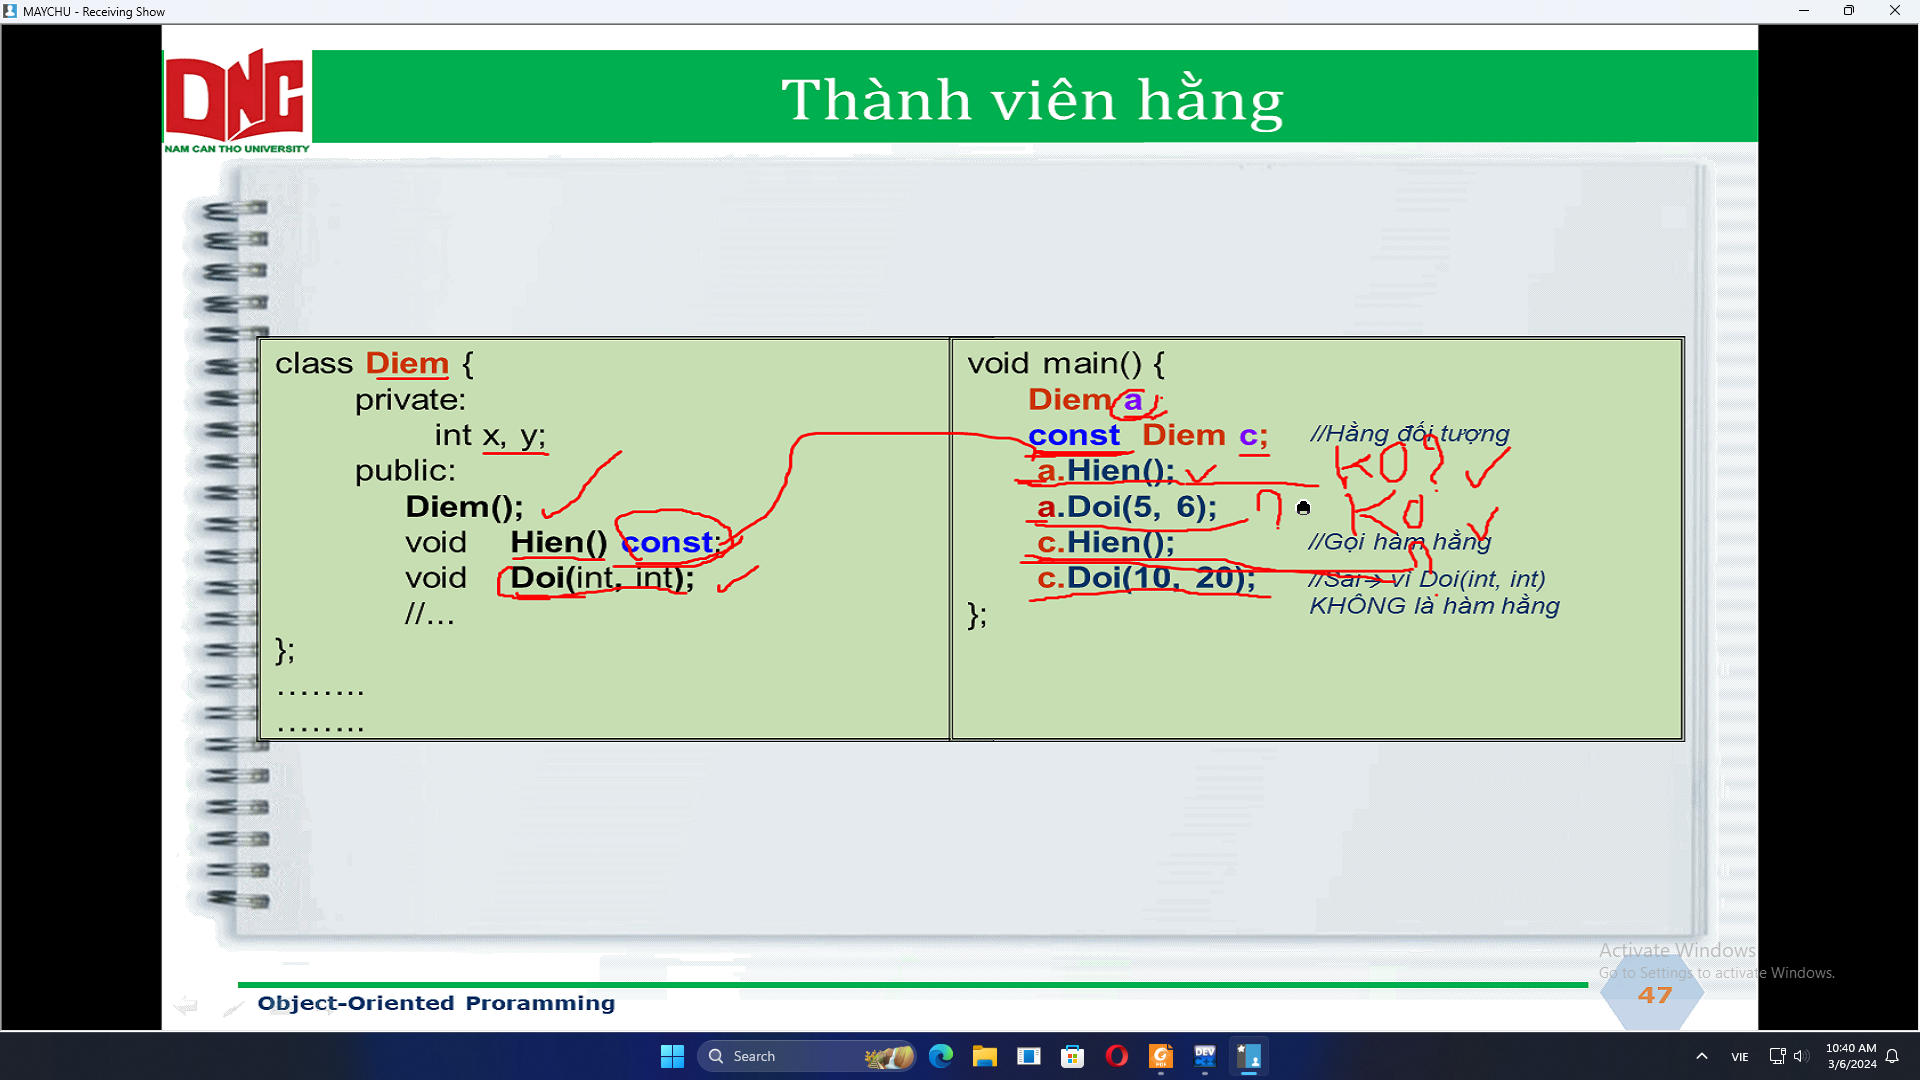 MAYCHU - Receiving Show
DNC
NAM CAN THO UNIVERSITY
Thành viên hằng
class Diem {
private:
int x, y;
public:
Diem();
void Hien() const;
void Doi(int, int);
//...
};
........
........
void main() {
Diem a;
const Diem c; //Hằng đối tượng
a.Hien(); KO?
a.Doi(5, 6); ? KO
c.Hien(); //Gọi hàm hằng
c.Doi(10, 20); //Sai→ vì Doi(int, int)
KHÔNG là hàm hằng
};
Activate Windows
Go to Settings to activate Windows.
Object-Oriented Proramming
47
Search
DEV
VIE
10:40 AM
3/6/2024